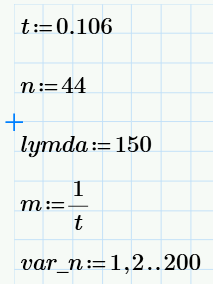 t:=0.106
n:=44
lymda:=150
m:=1/t
var_n:=1,2..200